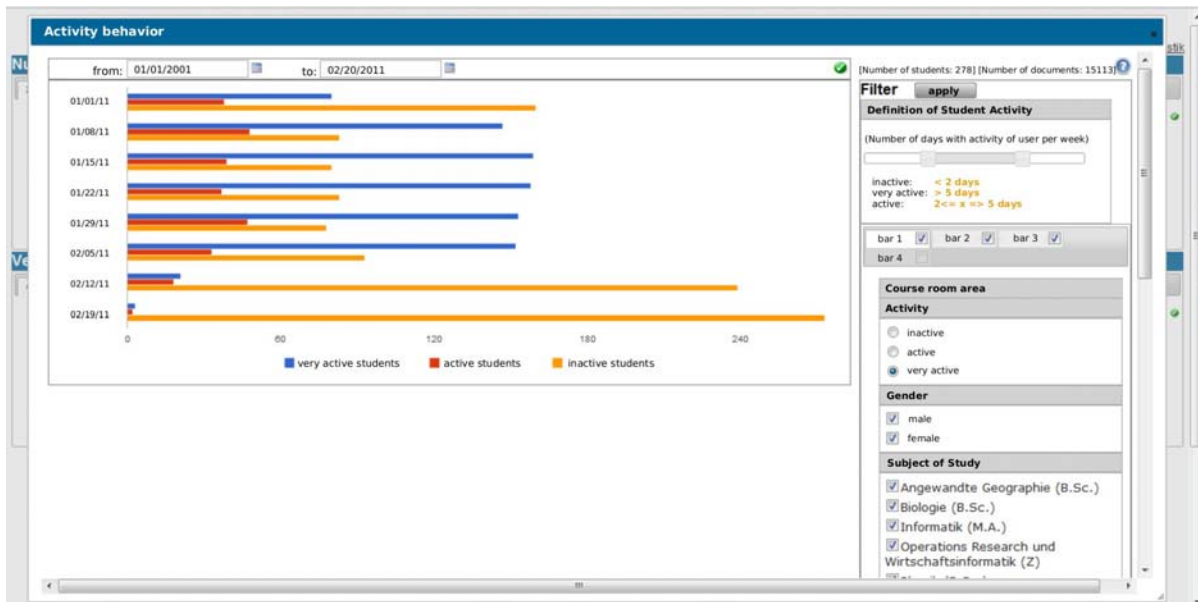 Activity behavior
stik
Nu
Ve
from: 01/01/2001 to: 02/20/2011
[Number of students: 278] [Number of documents: 15113]
?
Filter apply
Definition of Student Activity
(Number of days with activity of user per week)
inactive: < 2 days
very active: > 5 days
active: 2<= x => 5 days
bar 1 bar 2 bar 3
bar 4
Course room area
Activity
inactive
active
very active
Gender
male
female
Subject of Study
Angewandte Geographie (B.Sc.)
Biologie (B.Sc.)
Informatik (M.A.)
Operations Research und
Wirtschaftsinformatik (Z)
01/01/11
01/08/11
01/15/11
01/22/11
01/29/11
02/05/11
02/12/11
02/19/11
0 60 120 180 240
very active students active students inactive students